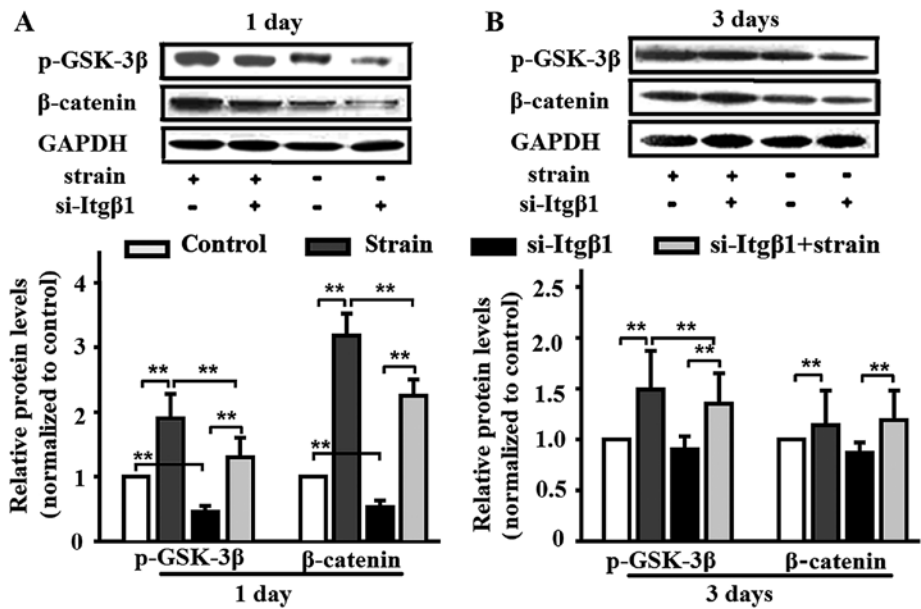 A
1 day
p-GSK-3β
β-catenin
GAPDH
strain + + - -
si-Itgβ1 - + - +
B
3 days
p-GSK-3β
β-catenin
GAPDH
strain + + - -
si-Itgβ1 - + - +
Control Strain si-Itgβ1 si-Itgβ1+strain
Relative protein levels
(normalized to control)
4
3
2
1
0
** ** ** **
** ** ** **
p-GSK-3β β-catenin
1 day
Relative protein levels
(normalized to control)
2.5
2.0
1.5
1.0
0.5
0
** ** **
** **
p-GSK-3β β-catenin
3 days